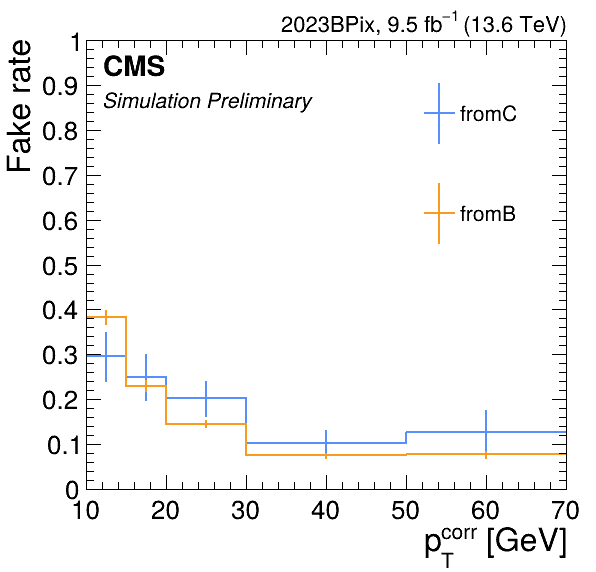 2023BPix, 9.5 fb⁻¹ (13.6 TeV)
CMS
Simulation Preliminary
fromC
fromB
Fake rate
1
0.9
0.8
0.7
0.6
0.5
0.4
0.3
0.2
0.1
0
10 20 30 40 50 60 70
p_T^corr [GeV]